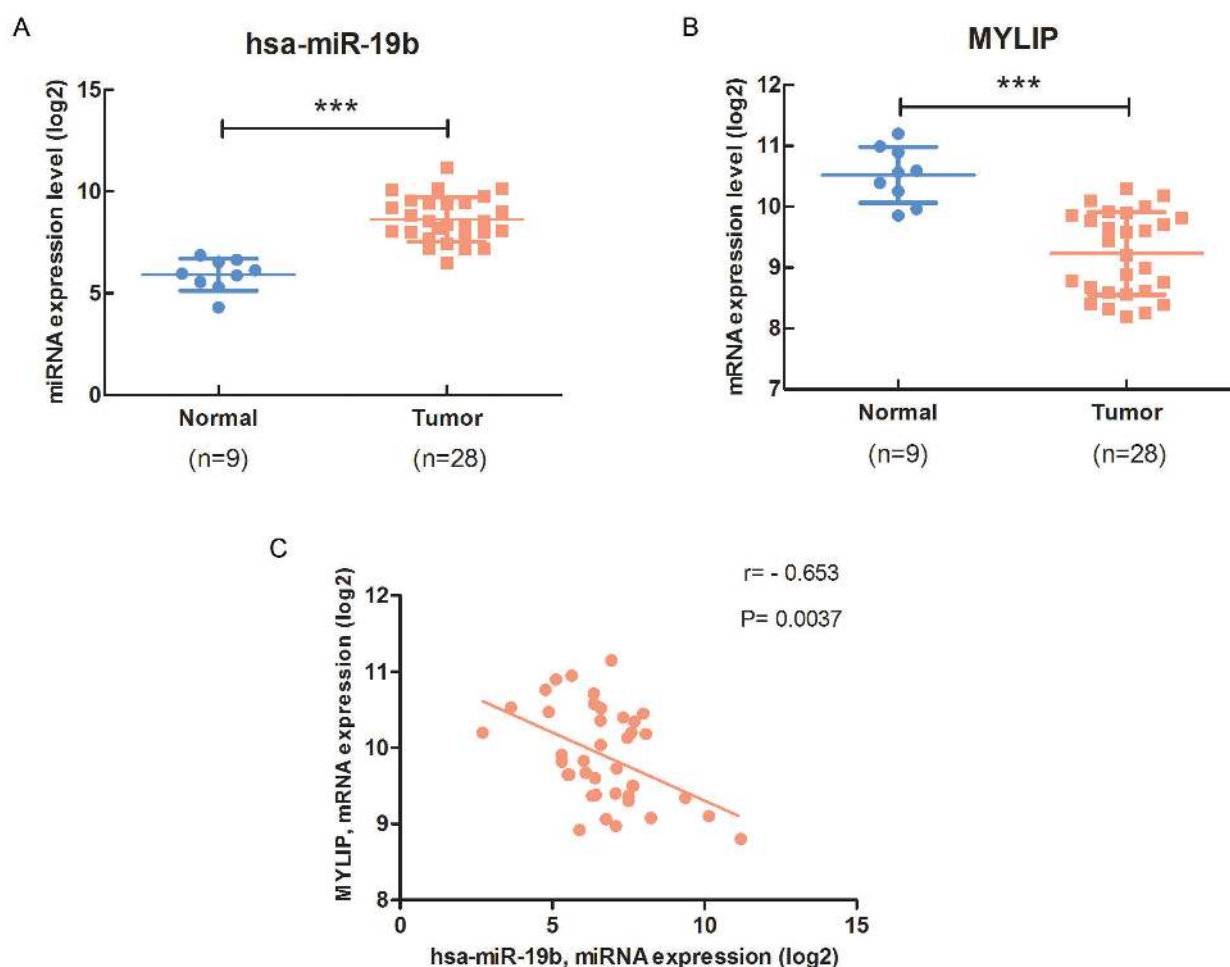 A
hsa-miR-19b
miRNA expression level (log2)
15
10
5
0
***
Normal
Tumor
(n=9)
(n=28)
B
MYLIP
mRNA expression level (log2)
12
11
10
9
8
7
***
Normal
Tumor
(n=9)
(n=28)
C
r= - 0.653
P= 0.0037
MYLIP, mRNA expression (log2)
12
11
10
9
8
0
5
10
15
hsa-miR-19b, miRNA expression (log2)